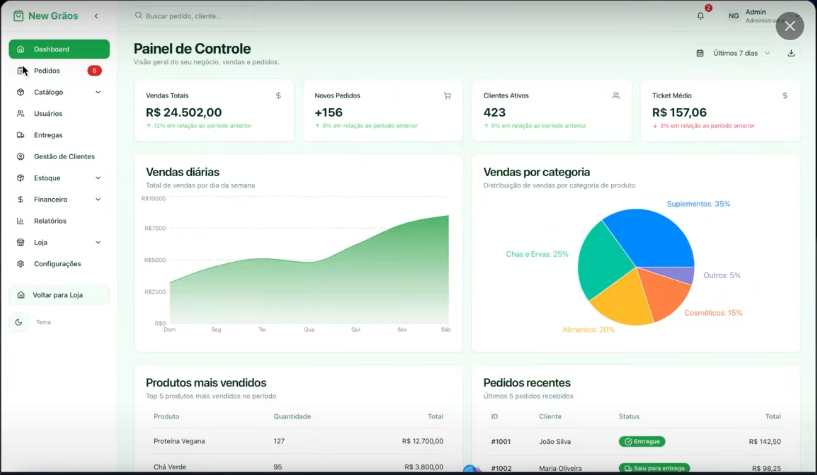 New Grãos
Buscar pedido, cliente...
2
NG
Admin
Administrador
Dashboard
Pedidos
5
Catálogo
Usuários
Entregas
Gestão de Clientes
Estoque
Financeiro
Relatórios
Loja
Configurações
Voltar para Loja
Tema
Painel de Controle
Visão geral do seu negócio, vendas e pedidos.
Últimos 7 dias
Vendas Totais
$
R$ 24.502,00
↑ 12% em relação ao período anterior
Novos Pedidos
+156
↑ 8% em relação ao período anterior
Clientes Ativos
423
↑ 5% em relação ao período anterior
Ticket Médio
$
R$ 157,06
↓ 3% em relação ao período anterior
Vendas diárias
Total de vendas por dia da semana
R$10000
R$7500
R$5000
R$2500
R$0
Dom Seg Ter Qua Qui Sex Sáb
Vendas por categoria
Distribuição de vendas por categoria de produto
Suplementos: 35%
Chás e Ervas: 25%
Outros: 5%
Cosméticos: 15%
Alimentos: 20%
Produtos mais vendidos
Top 5 produtos mais vendidos no período
Produto Quantidade Total
Proteína Vegana 127 R$ 12.700,00
Chá Verde 95 R$ 3.800,00
Pedidos recentes
Últimos 5 pedidos recebidos
ID Cliente Status Total
#1001 João Silva Entregue R$ 142,50
#1002 Maria Oliveira Saiu para entrega R$ 98,25